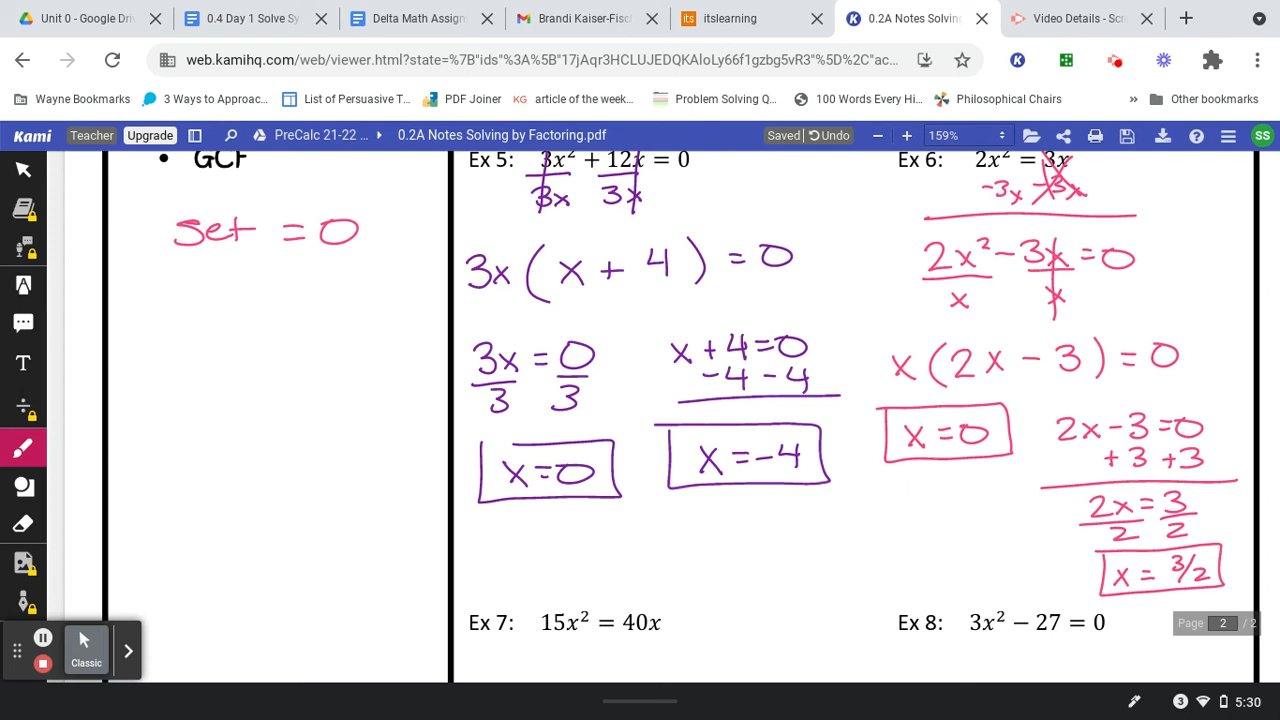 Unit 0 - Google Dri
0.4 Day 1 Solve Sy
Delta Math Assign
Brandi Kaiser-Fisc
its
itslearning
0.2A Notes Solvin
Video Details - Scr
web.kamihq.com/web/viewer.html?state=%7B"ids"%3A%5B"17jAqr3HCLUJEDQKAloLy66f1gzbg5vR3"%5D%2C"ac...
Wayne Bookmarks
3 Ways to Approac...
List of Persuasive T...
PDF Joiner
KG article of the week...
Problem Solving Q...
100 Words Every Hi...
Philosophical Chairs
»
Other bookmarks
Kami
Teacher
Upgrade
PreCalc 21-22 ...
0.2A Notes Solving by Factoring.pdf
Saved
Undo
159%
SS
• GCF
set = 0
Ex 5: 3x² + 12x = 0
3x 3x
3x(x + 4) = 0
3x = 0
3 3
x = 0
x + 4 = 0
-4 -4
x = -4
Ex 6: 2x² = 3x
-3x -3x
2x² - 3x = 0
x x
x(2x - 3) = 0
x = 0
2x - 3 = 0
+3 +3
2x = 3
2 2
x = 3/2
Ex 7: 15x² = 40x
Ex 8: 3x² − 27 = 0
Page 2 / 2
Classic
3
5:30